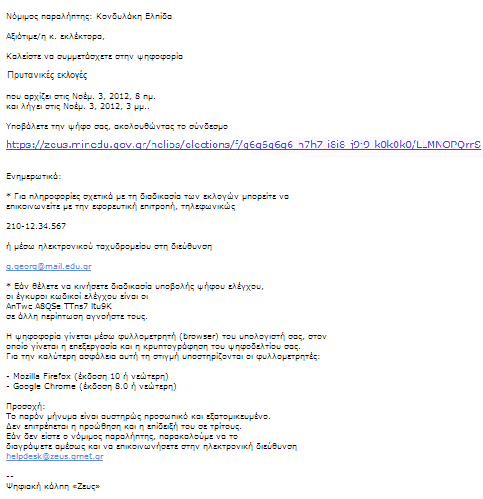 Νόμιμος παραλήπτης: Κονδυλάκη Ελπίδα
Αξιότιμε/η κ. εκλέκτορα,
Καλείστε να συμμετάσχετε στην ψηφοφορία
Πρυτανικές εκλογές
που αρχίζει στις Νοέμ. 3, 2012, 8 πμ.
και λήγει στις Νοέμ. 3, 2012, 3 μμ..
Υποβάλετε την ψήφο σας, ακολουθώντας το σύνδεσμο
Ενημερωτικά:
* Για πληροφορίες σχετικά με τη διαδικασία των εκλογών μπορείτε να
επικοινωνείτε με την εφορευτική επιτροπή, τηλεφωνικώς
210-12.34.567
ή μέσω ηλεκτρονικού ταχυδρομείου στη διεύθυνση
g.georg@mail.edu.gr
* Εάν θέλετε να κινήσετε διαδικασία υποβολής ψήφου ελέγχου,
οι έγκυροι κωδικοί ελέγχου είναι οι
AnTwc A8QSe TTns7 Itu9K
σε άλλη περίπτωση αγνοήστε τους.
Η ψηφοφορία γίνεται μέσω φυλλομετρητή (browser) του υπολογιστή σας, στον
οποίο γίνεται η επεξεργασία και η κρυπτογράφηση του ψηφοδελτίου σας.
Για την καλύτερη ασφάλεια αυτή τη στιγμή υποστηρίζονται οι φυλλομετρητές:
- Mozilla Firefox (έκδοση 10 ή νεώτερη)
- Google Chrome (έκδοση 8.0 ή νεώτερη)
Προσοχή:
Το παρόν μήνυμα είναι αυστηρώς προσωπικό και εξατομικευμένο.
Δεν επιτρέπεται η προώθηση και η επίδειξή του σε τρίτους.
Εάν δεν είστε ο νόμιμος παραλήπτης, παρακαλούμε να το
διαγράψετε αμέσως και να επικοινωνήσετε στην ηλεκτρονική διεύθυνση
helpdesk@zeus.grnet.gr
--
Ψηφιακή κάλπη «Ζευς»